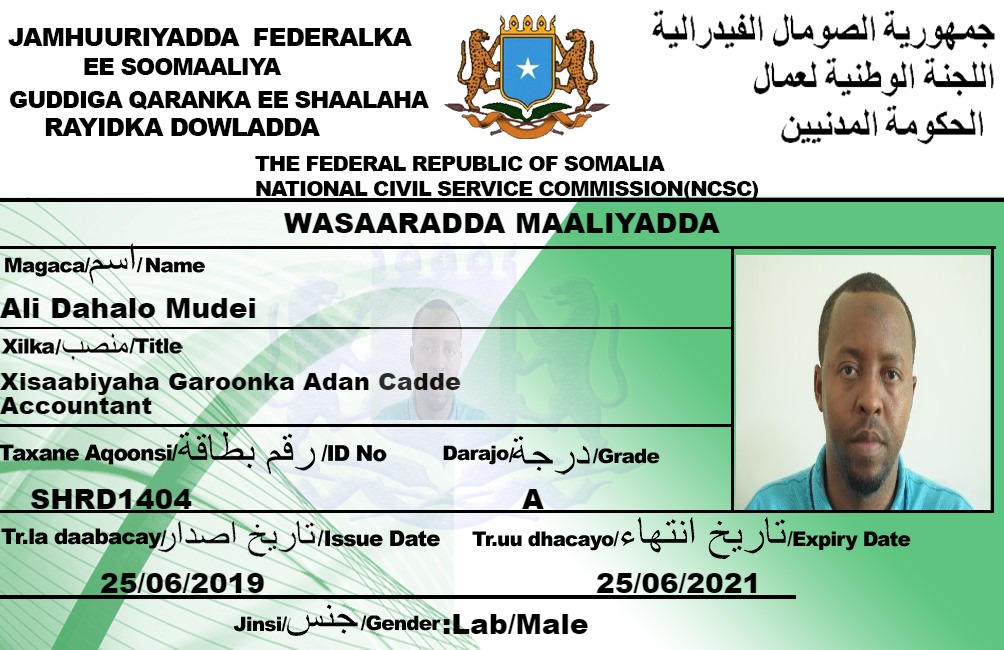 JAMHUURIYADDA FEDERALKA
EE SOOMAALIYA
GUDDIGA QARANKA EE SHAALAHA
RAYIDKA DOWLADDA
جمهورية الصومال الفيدرالية
اللجنة الوطنية لعمال
الحكومة المدنيين
THE FEDERAL REPUBLIC OF SOMALIA
NATIONAL CIVIL SERVICE COMMISSION(NCSC)
WASAARADDA MAALIYADDA
Magaca/اسم/Name
Ali Dahalo Mudei
Xilka/منصب/Title
Xisaabiyaha Garoonka Adan Cadde
Accountant
Taxane Aqoonsi/رقم بطاقة/ID No
Darajo/درجة/Grade
SHRD1404
A
Tr.la daabacay/تاريخ اصدار/Issue Date
Tr.uu dhacayo/تاريخ انتهاء/Expiry Date
25/06/2019
25/06/2021
Jinsi/جنس/Gender:Lab/Male